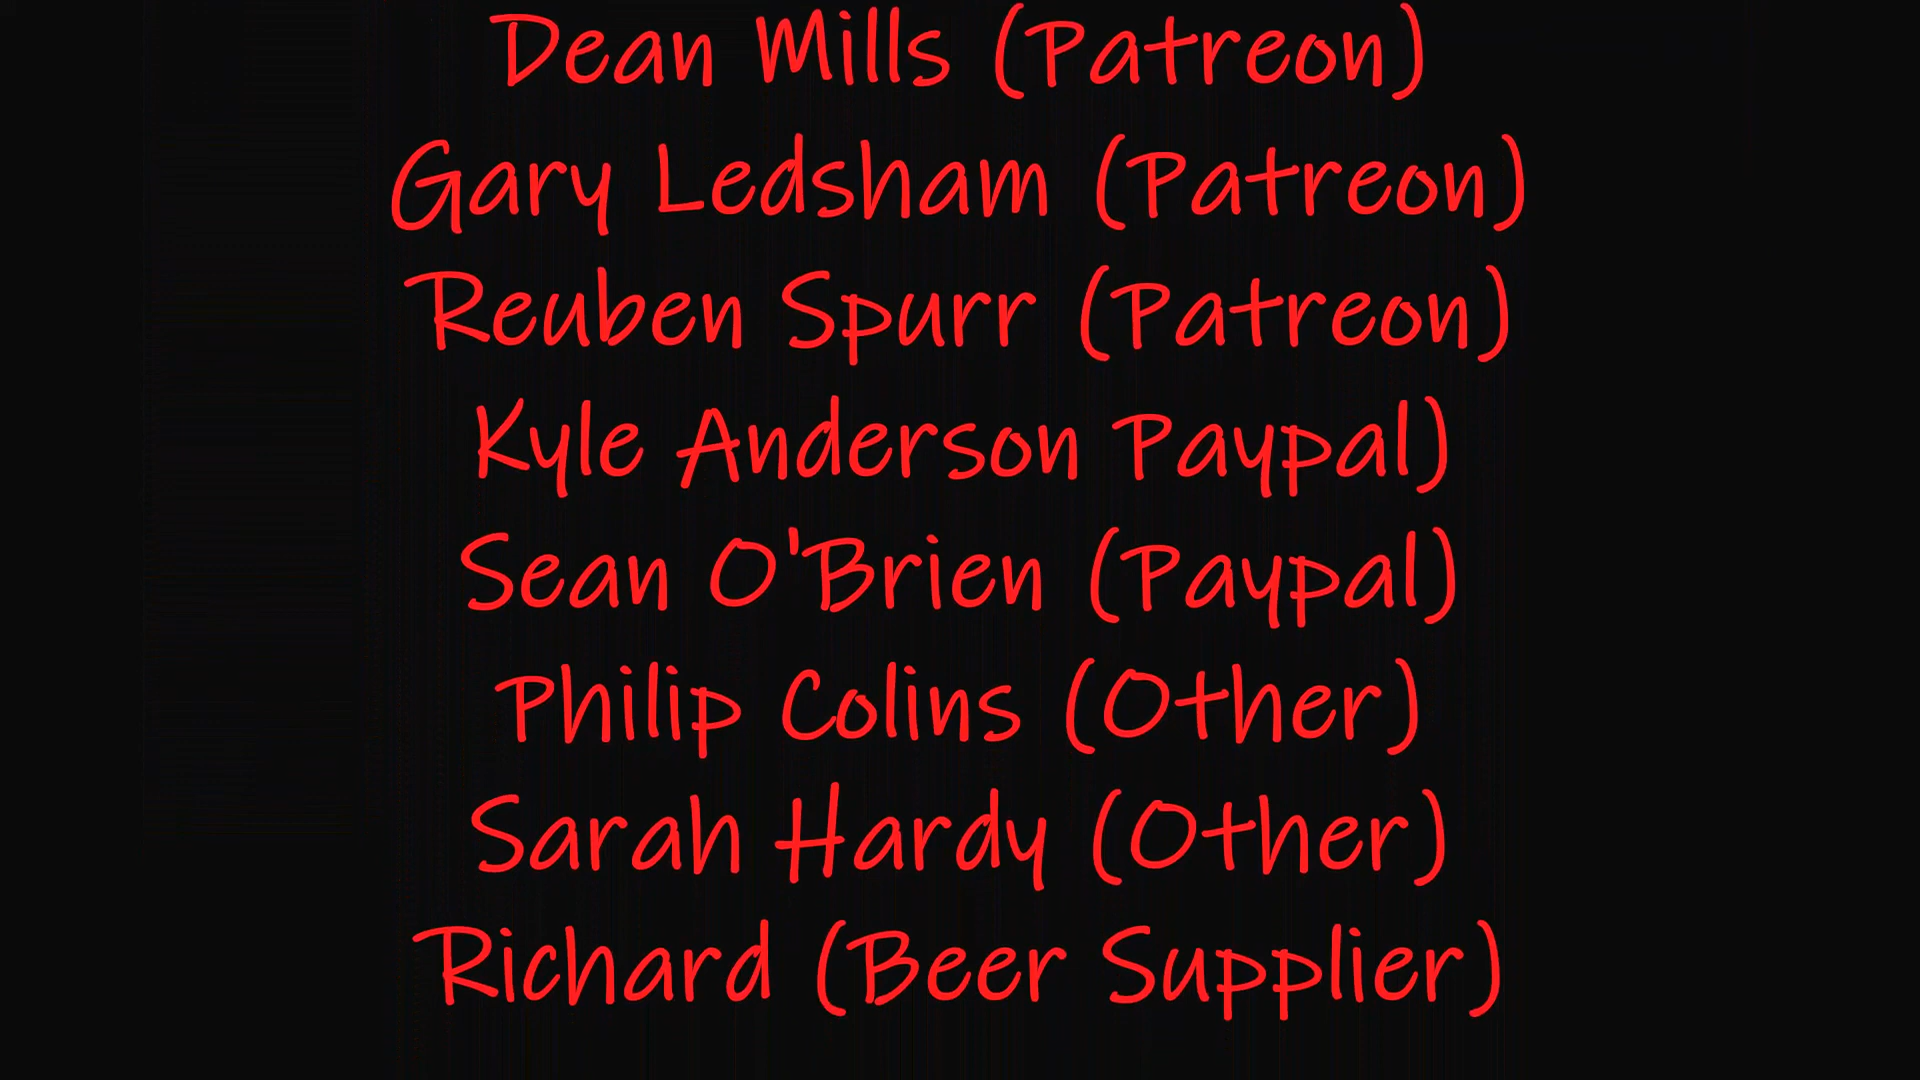 Dean Mills (Patreon)
Gary Ledsham (Patreon)
Reuben Spurr (Patreon)
Kyle Anderson Paypal)
Sean O'Brien (Paypal)
Philip Colins (Other)
Sarah Hardy (Other)
Richard (Beer Supplier)